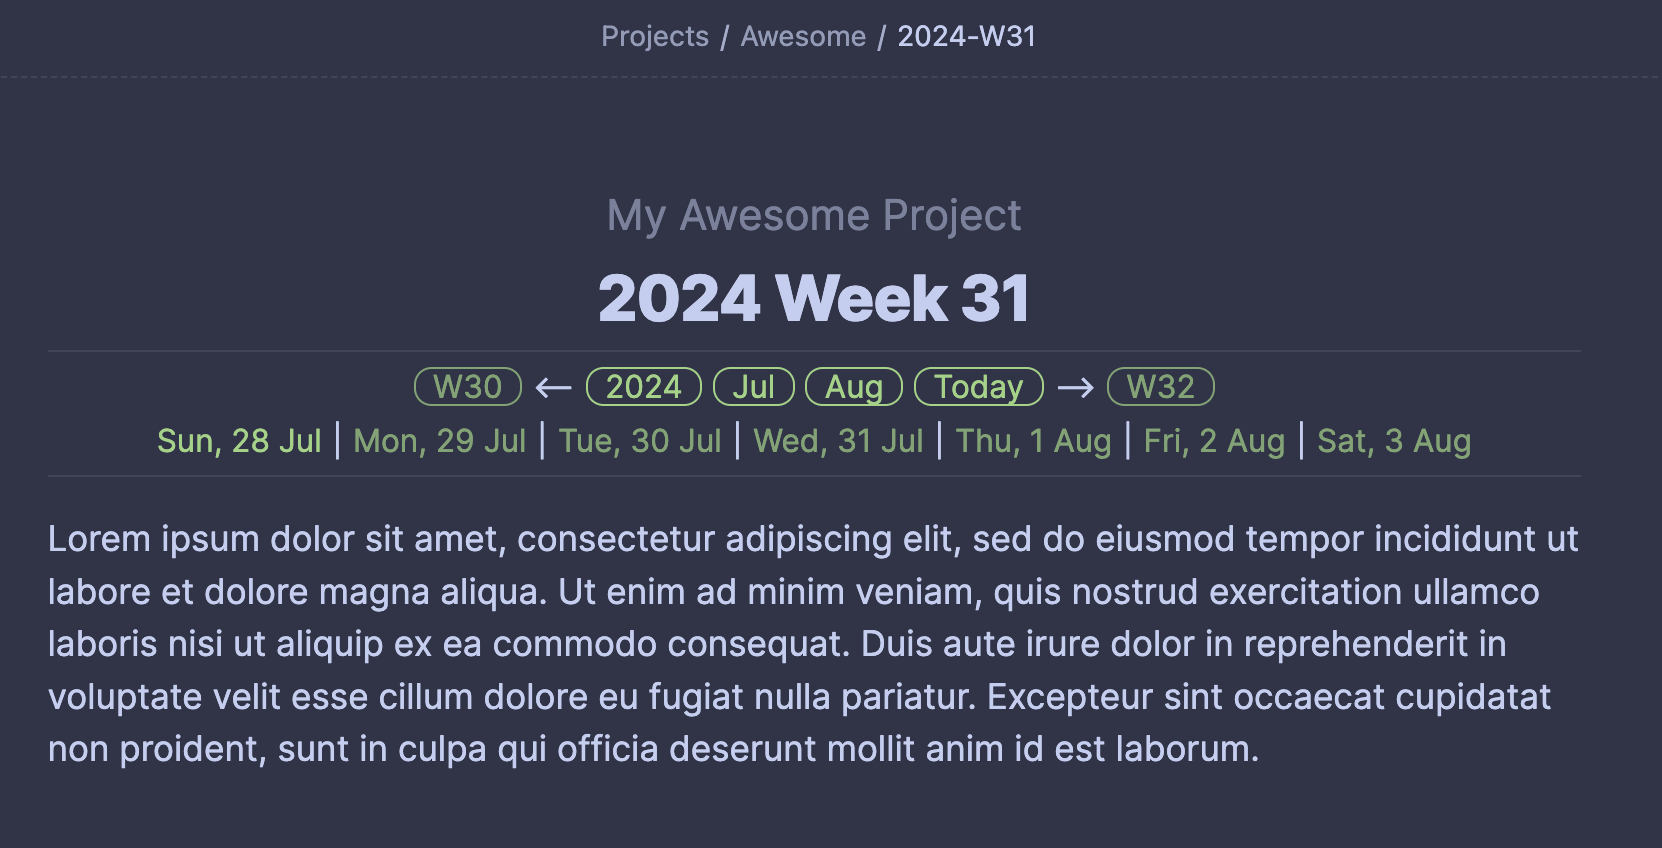 Projects / Awesome / 2024-W31
My Awesome Project
2024 Week 31
W30 ← 2024 Jul Aug Today → W32
Sun, 28 Jul | Mon, 29 Jul | Tue, 30 Jul | Wed, 31 Jul | Thu, 1 Aug | Fri, 2 Aug | Sat, 3 Aug
Lorem ipsum dolor sit amet, consectetur adipiscing elit, sed do eiusmod tempor incididunt ut
labore et dolore magna aliqua. Ut enim ad minim veniam, quis nostrud exercitation ullamco
laboris nisi ut aliquip ex ea commodo consequat. Duis aute irure dolor in reprehenderit in
voluptate velit esse cillum dolore eu fugiat nulla pariatur. Excepteur sint occaecat cupidatat
non proident, sunt in culpa qui officia deserunt mollit anim id est laborum.